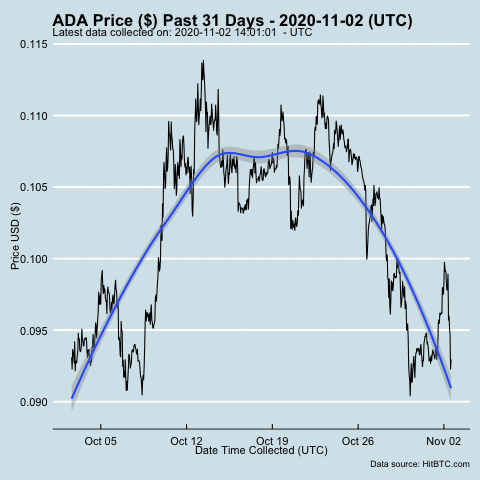 ADA Price ($) Past 31 Days - 2020-11-02 (UTC)
Latest data collected on: 2020-11-02 14:01:01 - UTC
0.115
0.110
0.105
0.100
0.095
0.090
Price USD ($)
Oct 05 Oct 12 Oct 19 Oct 26 Nov 02
Date Time Collected (UTC)
Data source: HitBTC.com